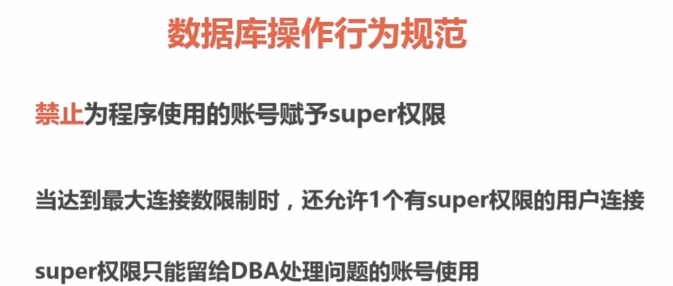 数据库操作行为规范
禁止为程序使用的账号赋予super权限
当达到最大连接数限制时，还允许1个有super权限的用户连接
super权限只能留给DBA处理问题的账号使用